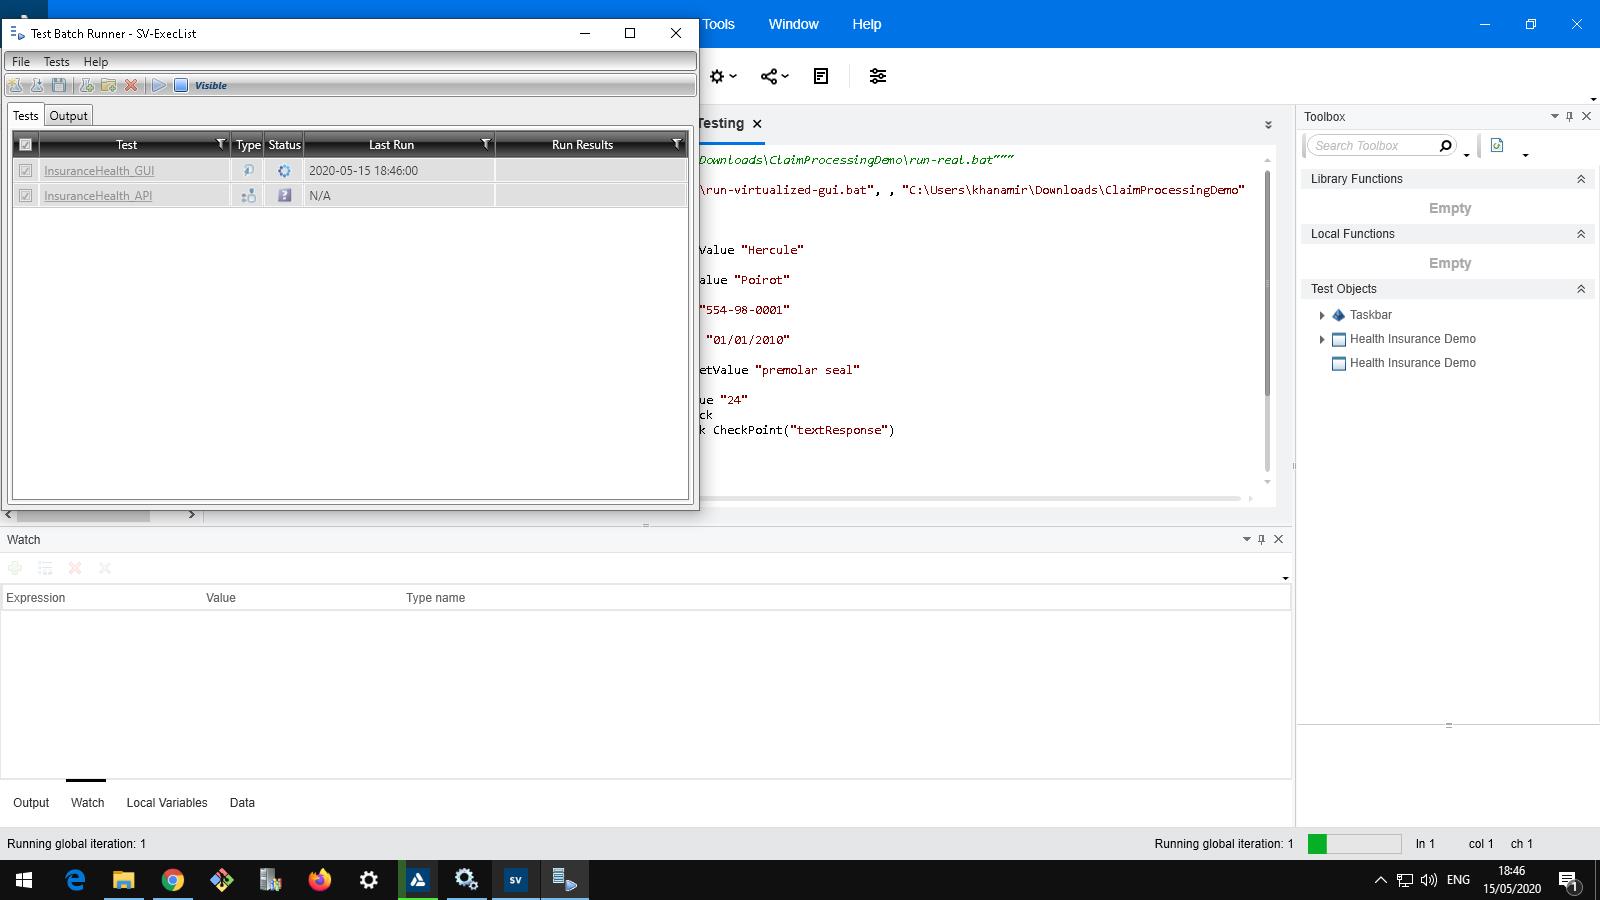 Test Batch Runner - SV-ExecList
File Tests Help
Visible
Tests Output
Test Type Status Last Run Run Results
InsuranceHealth_GUI 2020-05-15 18:46:00
InsuranceHealth_API N/A
Tools Window Help
Testing
Downloads\ClaimProcessingDemo\run-real.bat"""
\run-virtualized-gui.bat", , "C:\Users\khanamir\Downloads\ClaimProcessingDemo"
Value "Hercule"
alue "Poirot"
"554-98-0001"
"01/01/2010"
etValue "premolar seal"
ue "24"
ck
k CheckPoint("textResponse")
Toolbox
Search Toolbox
Library Functions
Empty
Local Functions
Empty
Test Objects
Taskbar
Health Insurance Demo
Health Insurance Demo
Watch
Expression Value Type name
Output Watch Local Variables Data
Running global iteration: 1 Running global iteration: 1 ln 1 col 1 ch 1
SV
ENG
18:46
15/05/2020
1